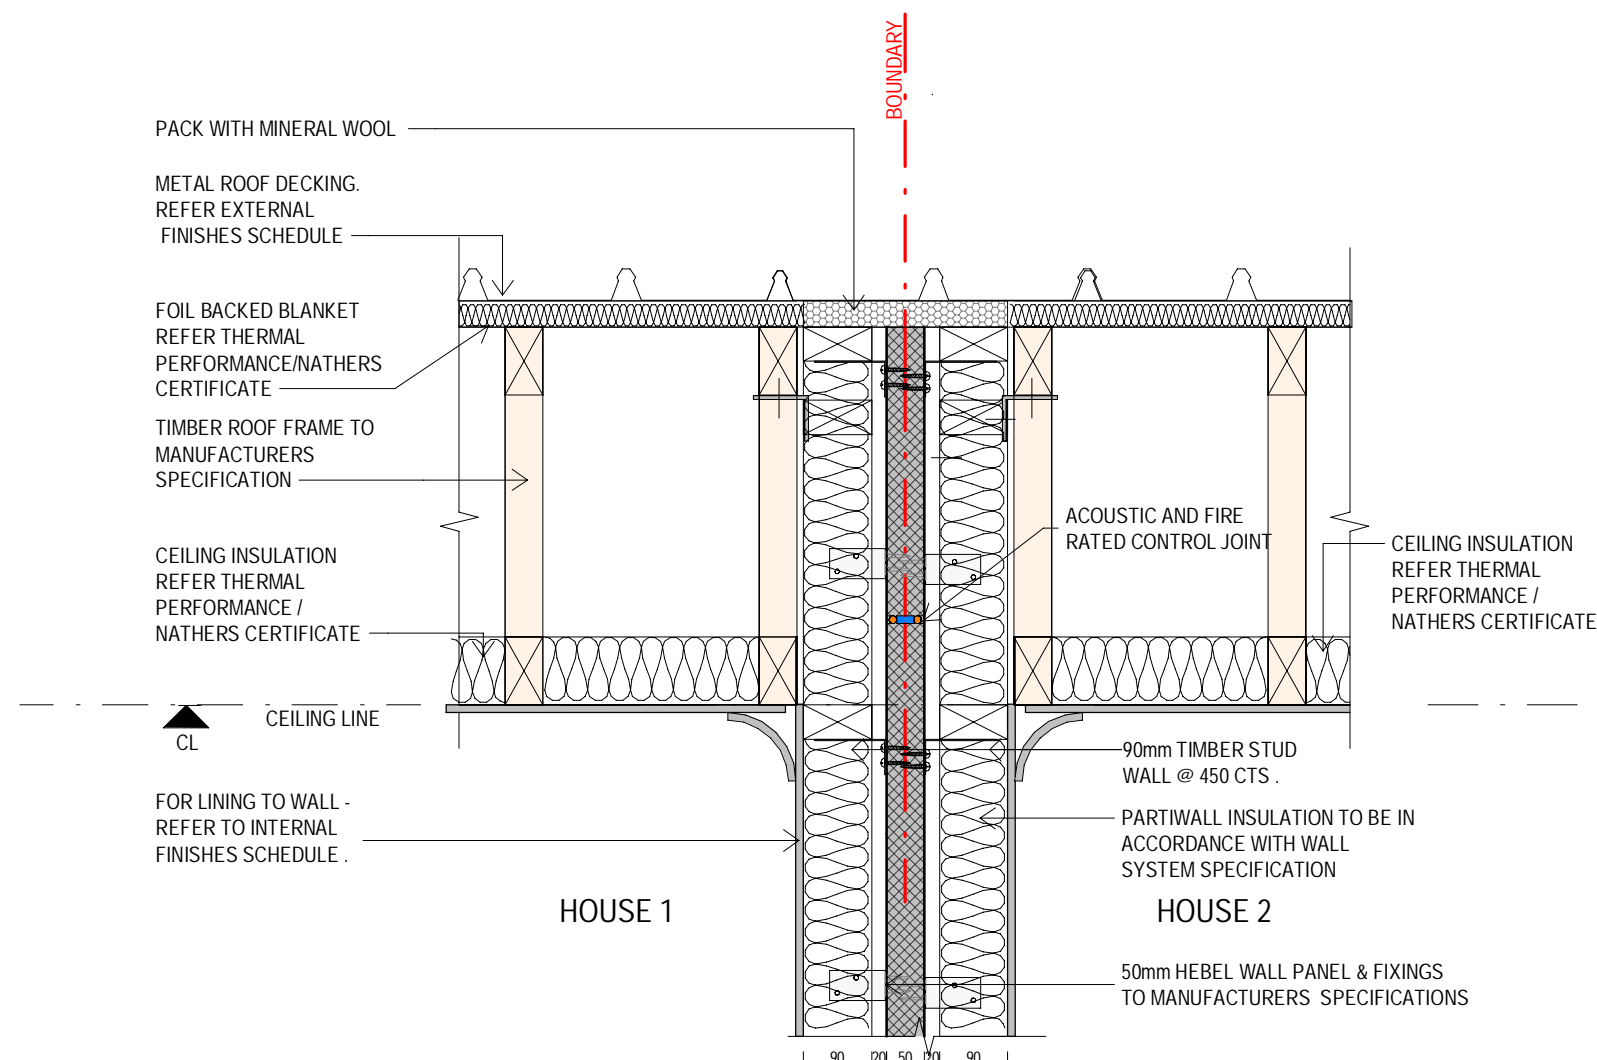 BOUNDARY
PACK WITH MINERAL WOOL
METAL ROOF DECKING.
REFER EXTERNAL
FINISHES SCHEDULE
FOIL BACKED BLANKET
REFER THERMAL
PERFORMANCE/NATHERS
CERTIFICATE
TIMBER ROOF FRAME TO
MANUFACTURERS
SPECIFICATION
CEILING INSULATION
REFER THERMAL
PERFORMANCE /
NATHERS CERTIFICATE
CEILING LINE
CL
FOR LINING TO WALL -
REFER TO INTERNAL
FINISHES SCHEDULE .
HOUSE 1
ACOUSTIC AND FIRE
RATED CONTROL JOINT
CEILING INSULATION
REFER THERMAL
PERFORMANCE /
NATHERS CERTIFICATE
90mm TIMBER STUD
WALL @ 450 CTS .
PARTIWALL INSULATION TO BE IN
ACCORDANCE WITH WALL
SYSTEM SPECIFICATION
HOUSE 2
50mm HEBEL WALL PANEL & FIXINGS
TO MANUFACTURERS SPECIFICATIONS
90 20 50 20 90